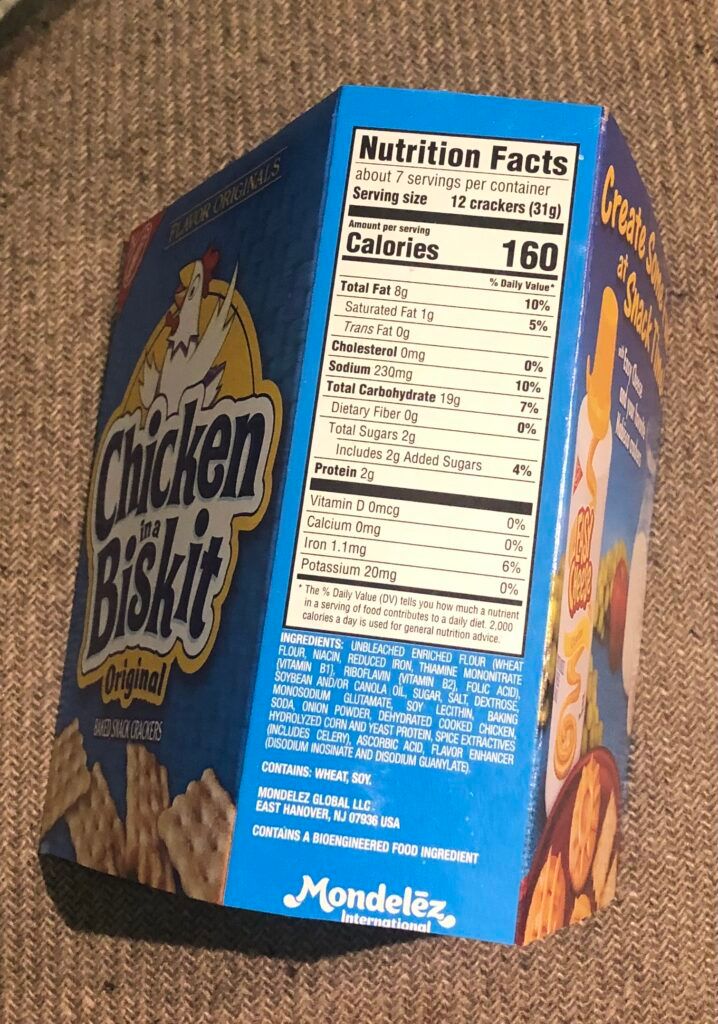 FLAVOR ORIGINALS
Chicken
in a
Biskit
Original
BAKED SNACK CRACKERS
Nutrition Facts
about 7 servings per container
Serving size 12 crackers (31g)
Amount per serving
Calories 160
% Daily Value*
Total Fat 8g 10%
Saturated Fat 1g 5%
Trans Fat 0g
Cholesterol 0mg 0%
Sodium 230mg 10%
Total Carbohydrate 19g 7%
Dietary Fiber 0g 0%
Total Sugars 2g
Includes 2g Added Sugars 4%
Protein 2g
Vitamin D 0mcg 0%
Calcium 0mg 0%
Iron 1.1mg 6%
Potassium 20mg 0%
* The % Daily Value (DV) tells you how much a nutrient
in a serving of food contributes to a daily diet. 2,000
calories a day is used for general nutrition advice.
INGREDIENTS: UNBLEACHED ENRICHED FLOUR (WHEAT
FLOUR, NIACIN, REDUCED IRON, THIAMINE MONONITRATE
{VITAMIN B1}, RIBOFLAVIN {VITAMIN B2}, FOLIC ACID),
SOYBEAN AND/OR CANOLA OIL, SUGAR, SALT, DEXTROSE,
MONOSODIUM GLUTAMATE, SOY LECITHIN, BAKING
SODA, ONION POWDER, DEHYDRATED COOKED CHICKEN,
HYDROLYZED CORN AND YEAST PROTEIN, SPICE EXTRACTIVES
(INCLUDES CELERY), ASCORBIC ACID, FLAVOR ENHANCER
(DISODIUM INOSINATE AND DISODIUM GUANYLATE).
CONTAINS: WHEAT, SOY.
MONDELEZ GLOBAL LLC
EAST HANOVER, NJ 07936 USA
CONTAINS A BIOENGINEERED FOOD INGREDIENT
Mondelēz
International
Create Some
at Snack
Easy Cheese
and your favorite